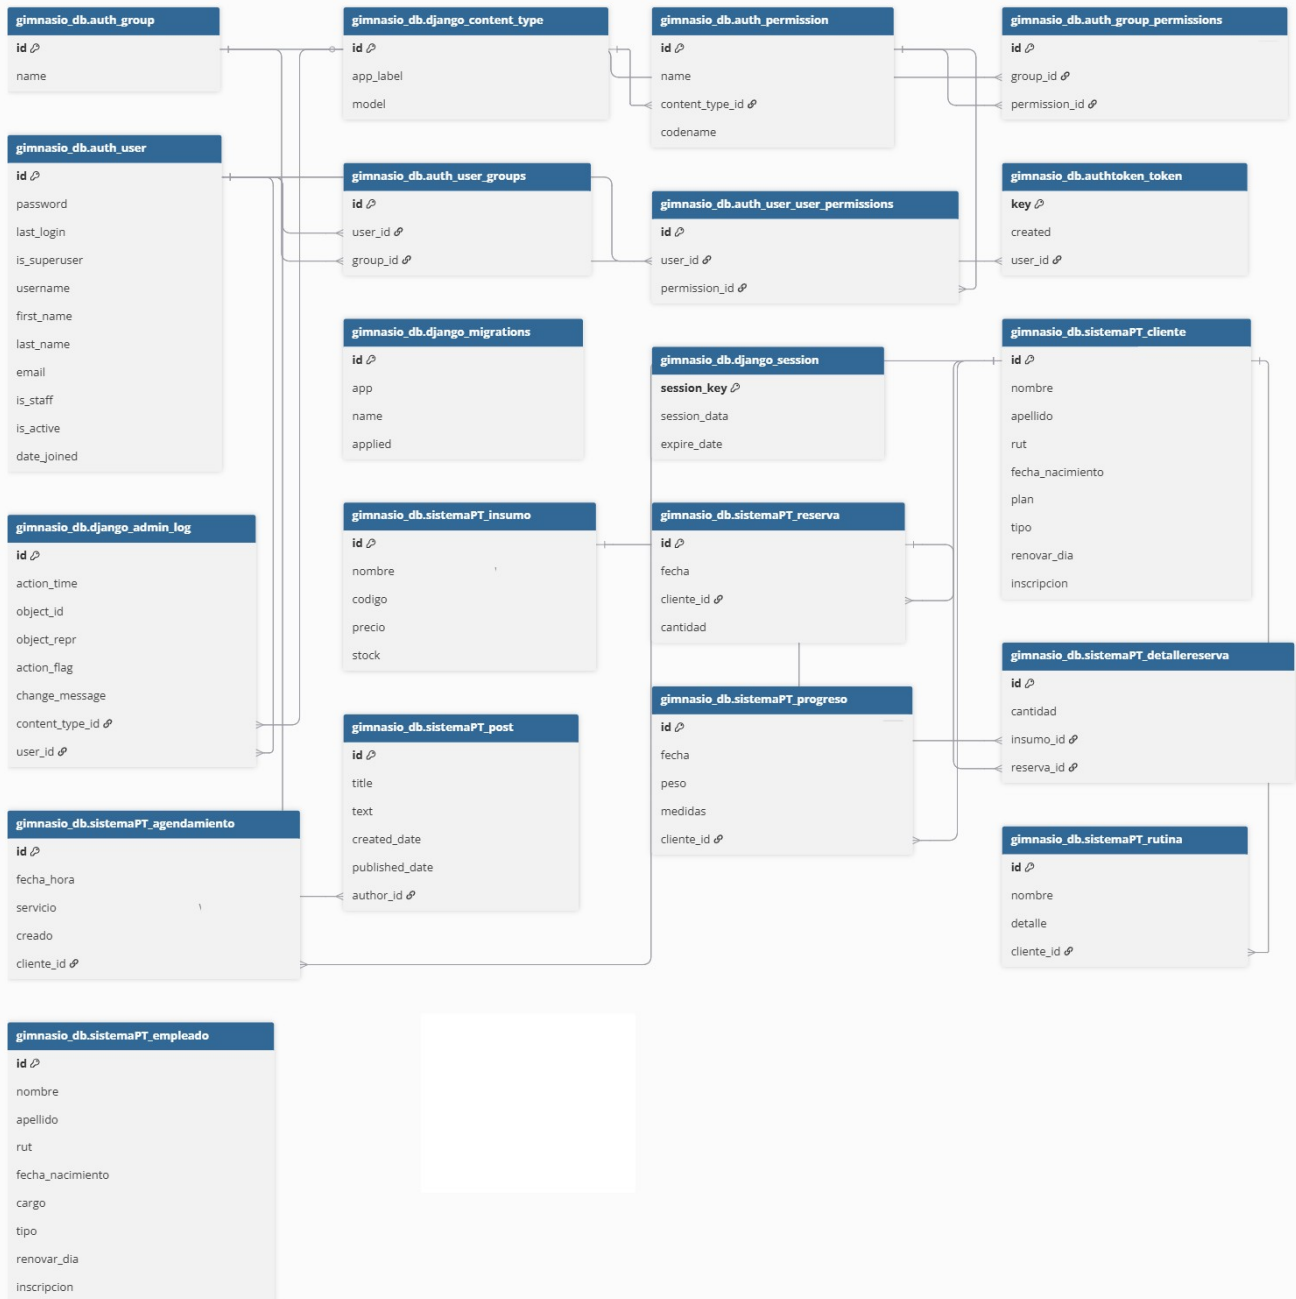 gimnasio_db.auth_group
id
name
gimnasio_db.django_content_type
id
app_label
model
gimnasio_db.auth_permission
id
name
content_type_id
codename
gimnasio_db.auth_group_permissions
id
group_id
permission_id
gimnasio_db.auth_user
id
password
last_login
is_superuser
username
first_name
last_name
email
is_staff
is_active
date_joined
gimnasio_db.auth_user_groups
id
user_id
group_id
gimnasio_db.auth_user_user_permissions
id
user_id
permission_id
gimnasio_db.authtoken_token
key
created
user_id
gimnasio_db.django_migrations
id
app
name
applied
gimnasio_db.django_session
session_key
session_data
expire_date
gimnasio_db.sistemaPT_cliente
id
nombre
apellido
rut
fecha_nacimiento
plan
tipo
renovar_dia
inscripcion
gimnasio_db.django_admin_log
id
action_time
object_id
object_repr
action_flag
change_message
content_type_id
user_id
gimnasio_db.sistemaPT_insumo
id
nombre
codigo
precio
stock
gimnasio_db.sistemaPT_reserva
id
fecha
cliente_id
cantidad
gimnasio_db.sistemaPT_detallereserva
id
cantidad
insumo_id
reserva_id
gimnasio_db.sistemaPT_post
id
title
text
created_date
published_date
author_id
gimnasio_db.sistemaPT_progreso
id
fecha
peso
medidas
cliente_id
gimnasio_db.sistemaPT_agendamiento
id
fecha_hora
servicio
creado
cliente_id
gimnasio_db.sistemaPT_rutina
id
nombre
detalle
cliente_id
gimnasio_db.sistemaPT_empleado
id
nombre
apellido
rut
fecha_nacimiento
cargo
tipo
renovar_dia
inscripcion